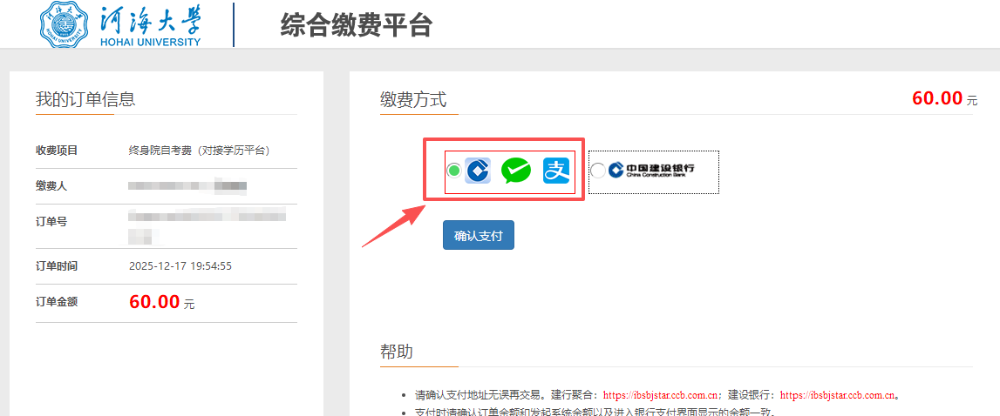 河海大学
HOHAI UNIVERSITY
综合缴费平台
我的订单信息
收费项目 终身院自考费（对接学历平台）
缴费人
订单号
订单时间 2025-12-17 19:54:55
订单金额 60.00 元
缴费方式
60.00 元
支
中国建设银行
China Construction Bank
确认支付
帮助
请确认支付地址无误再交易。建行聚合：https://ibsbjstar.ccb.com.cn；建设银行：https://ibsbjstar.ccb.com.cn。
支付时请确认订单金额和发起系统金额以及进入银行支付界面显示的金额一致。